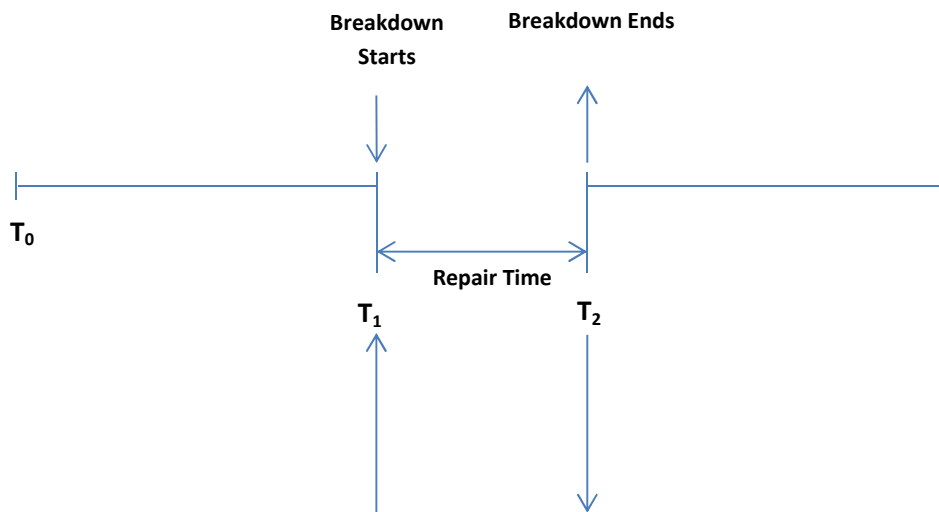 Breakdown
Starts
Breakdown Ends
T₀
Repair Time
T₁
T₂